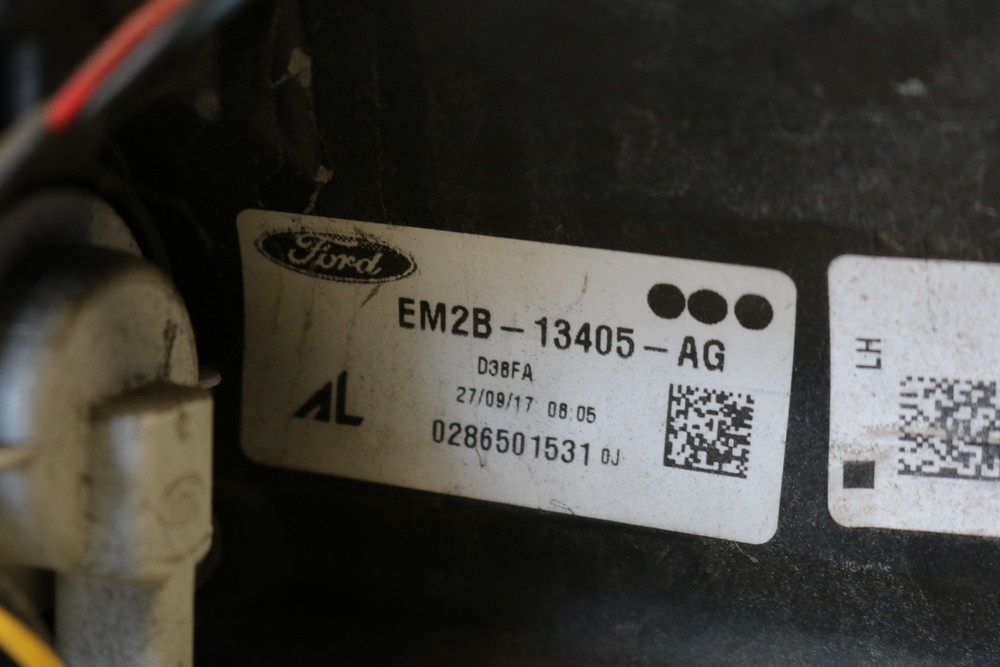 Ford
EM2B-13405-AG
D38FA
27/09/17 08:05
AL
0286501531 0J
LH